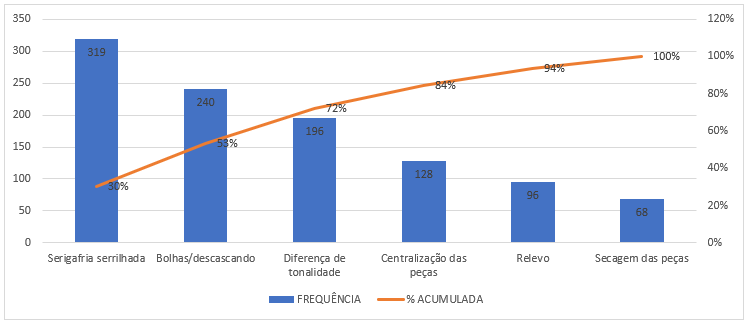 350
300
250
200
150
100
50
0
120%
100%
80%
60%
40%
20%
0%
319
240
196
128
96
68
30%
53%
72%
84%
94%
100%
Serigafria serrilhada
Bolhas/descascando
Diferença de
tonalidade
Centralização das
peças
Relevo
Secagem das peças
FREQUÊNCIA
% ACUMULADA